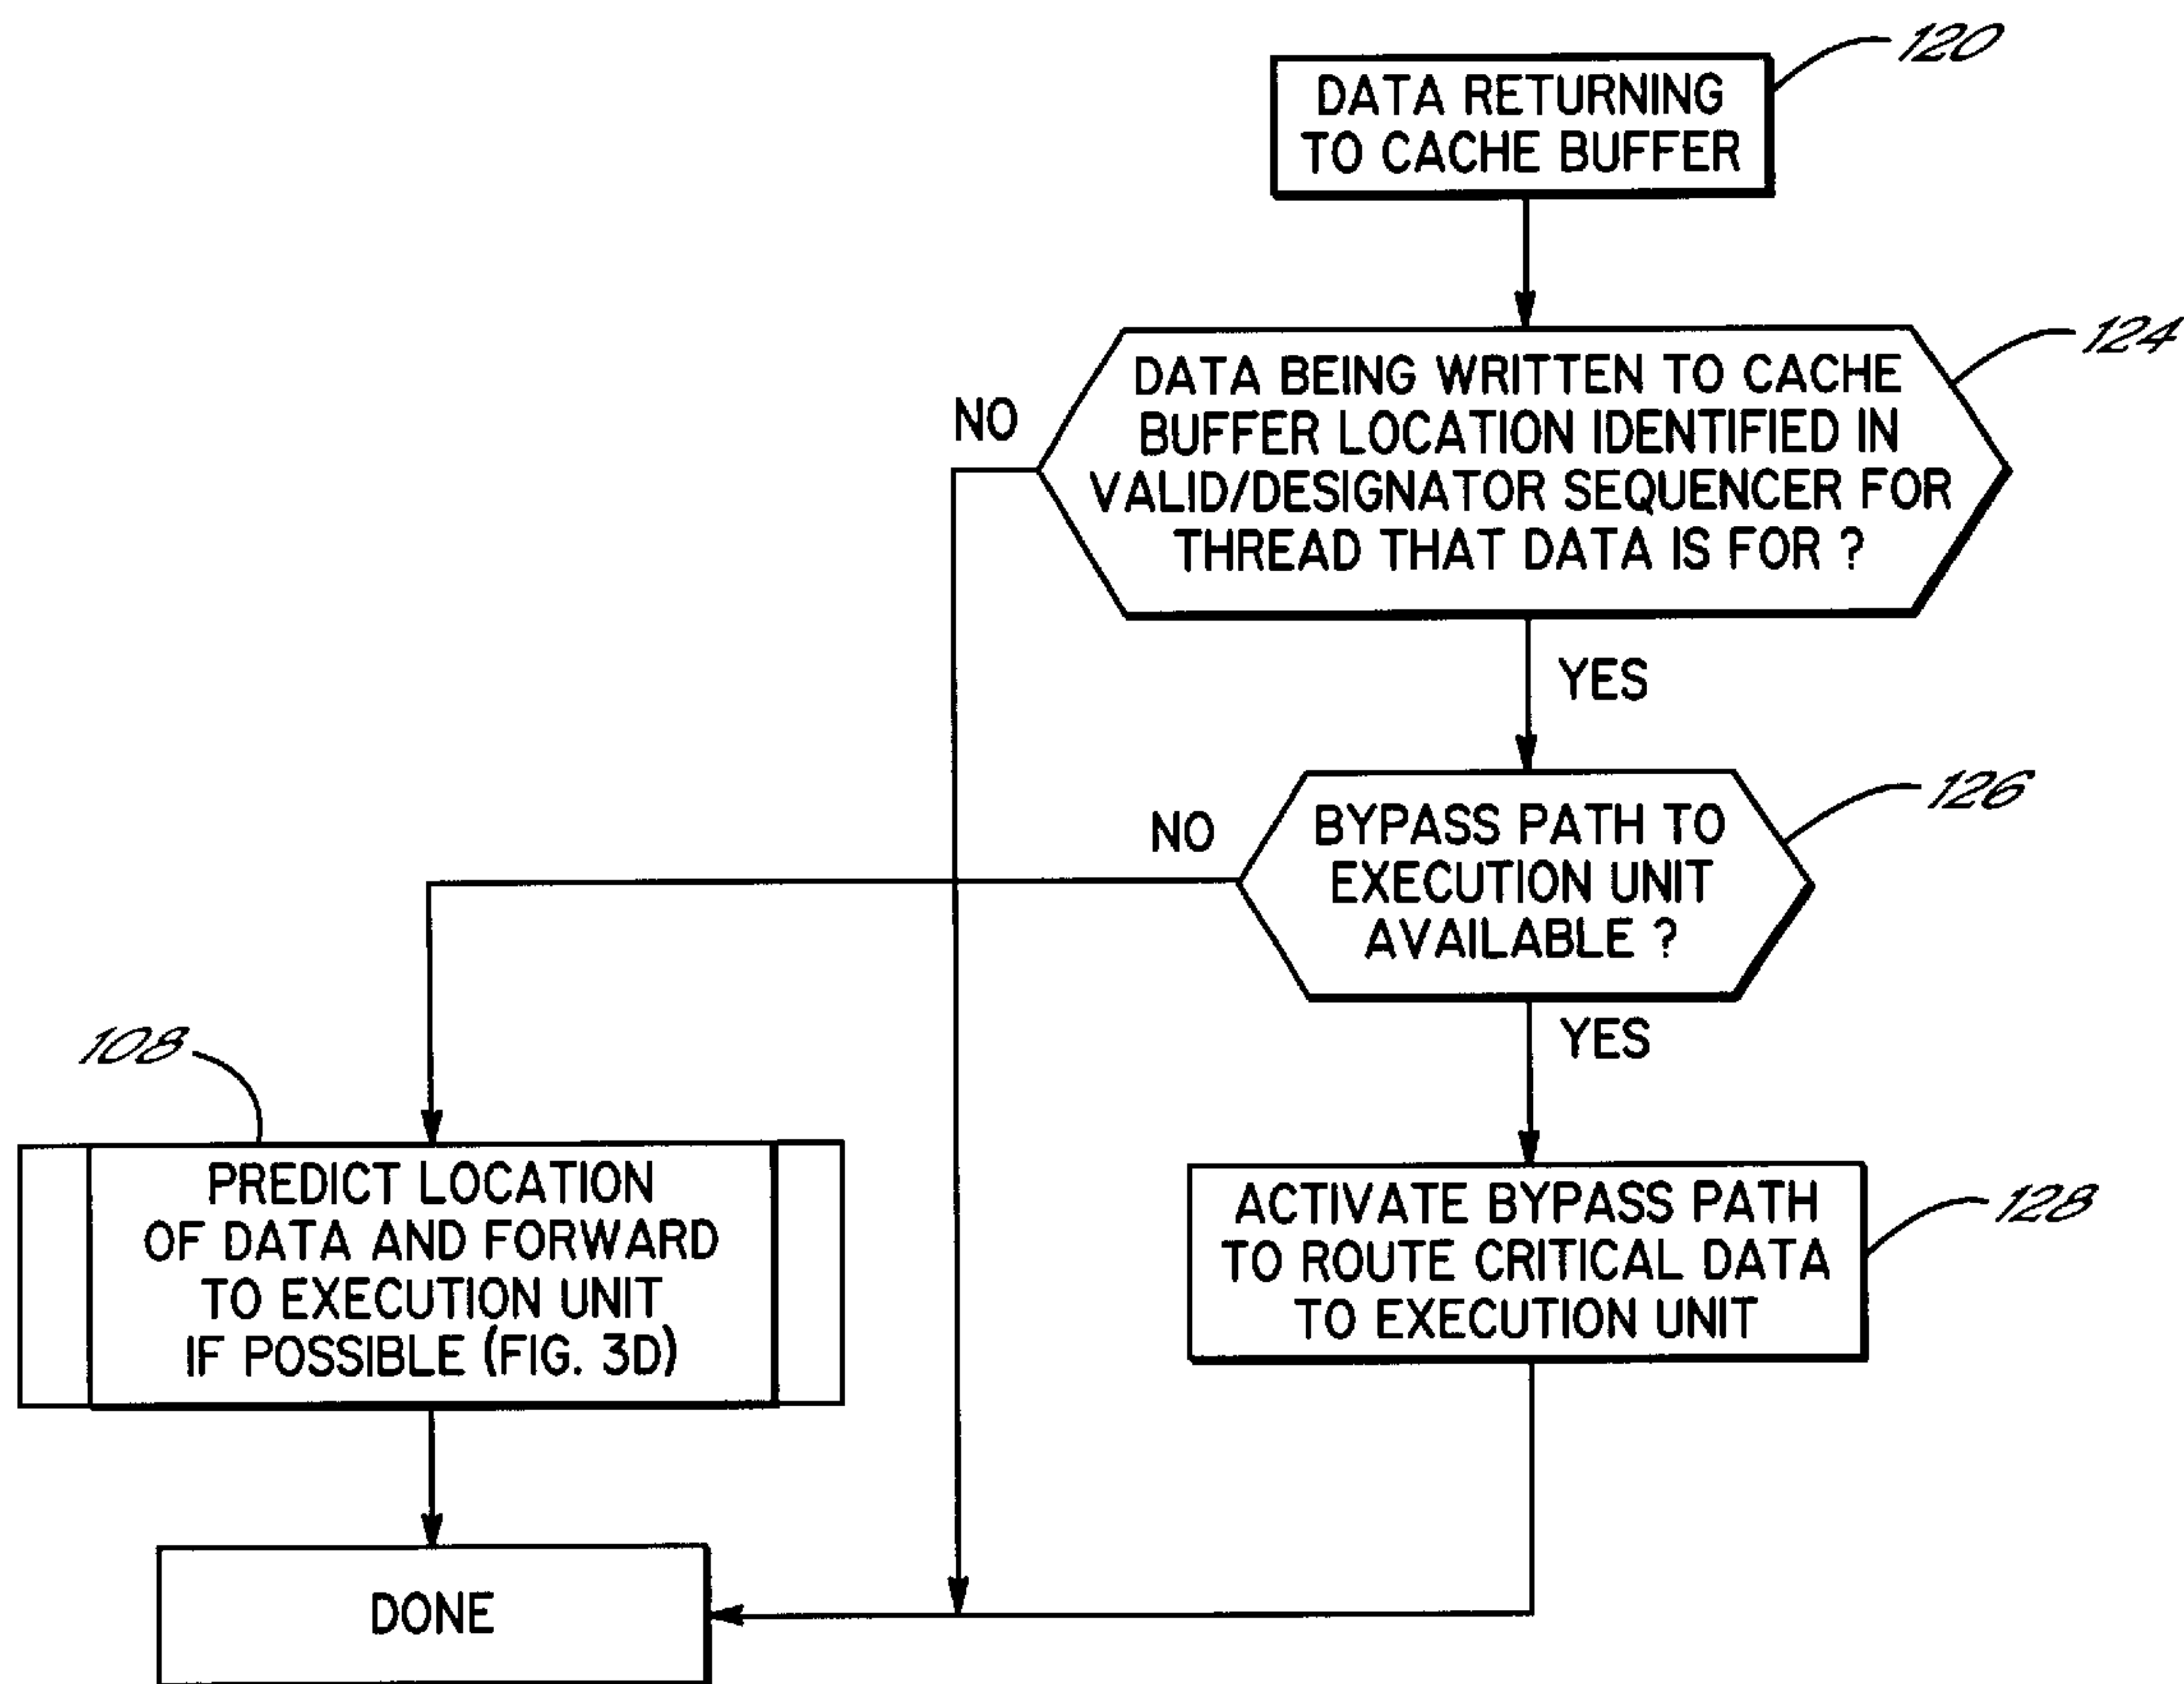 120
DATA RETURNING
TO CACHE BUFFER
124
DATA BEING WRITTEN TO CACHE
BUFFER LOCATION IDENTIFIED IN
VALID/DESIGNATOR SEQUENCER FOR
THREAD THAT DATA IS FOR ?
NO
YES
126
BYPASS PATH TO
EXECUTION UNIT
AVAILABLE ?
NO
YES
108
PREDICT LOCATION
OF DATA AND FORWARD
TO EXECUTION UNIT
IF POSSIBLE (FIG. 3D)
128
ACTIVATE BYPASS PATH
TO ROUTE CRITICAL DATA
TO EXECUTION UNIT
DONE